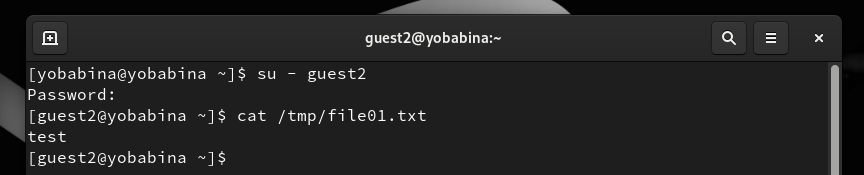 guest2@yobabina:~
[yobabina@yobabina ~]$ su - guest2
Password:
[guest2@yobabina ~]$ cat /tmp/file01.txt
test
[guest2@yobabina ~]$